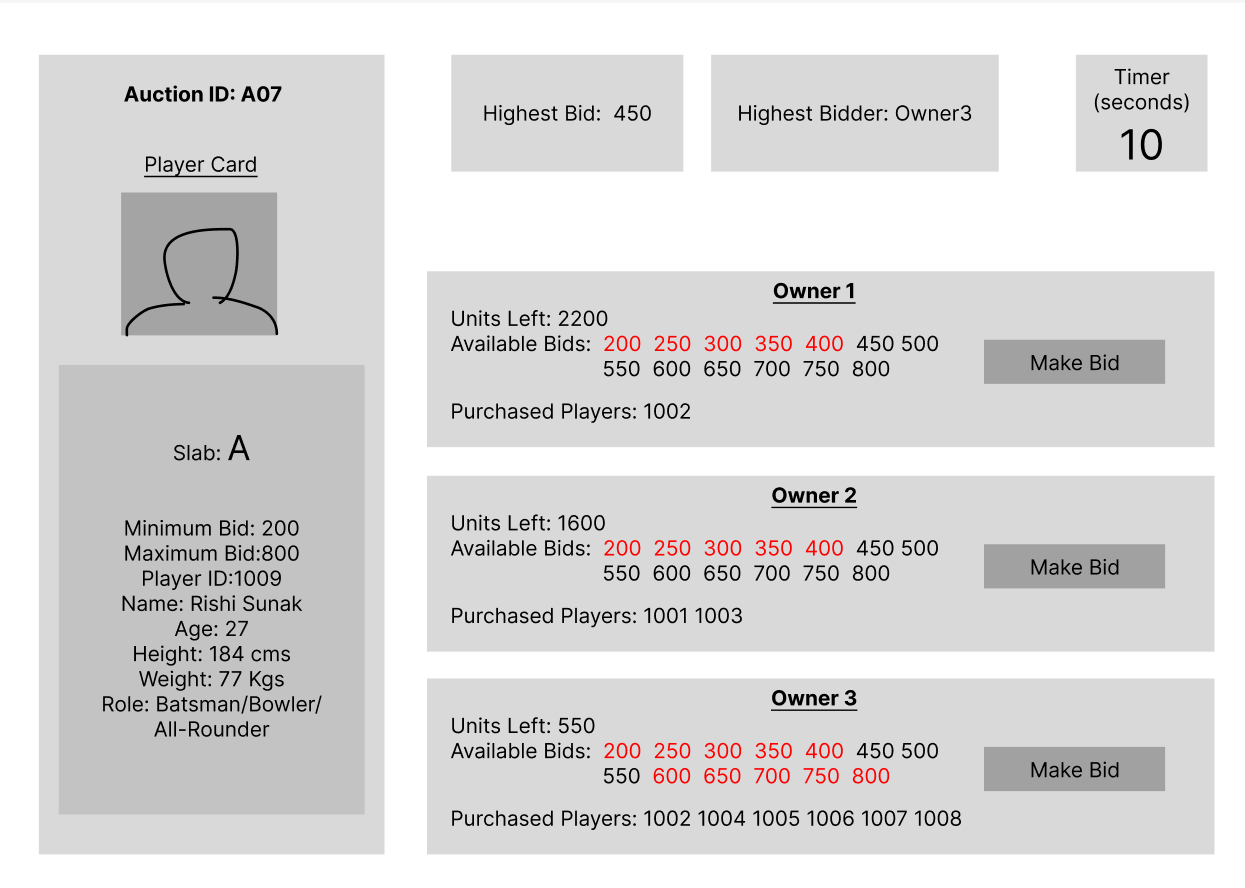 Auction ID: A07
Player Card
Slab: A
Minimum Bid: 200
Maximum Bid:800
Player ID:1009
Name: Rishi Sunak
Age: 27
Height: 184 cms
Weight: 77 Kgs
Role: Batsman/Bowler/
All-Rounder
Highest Bid:  450
Highest Bidder: Owner3
Timer
(seconds)
10
Owner 1
Units Left: 2200
Available Bids:  200  250  300  350  400  450 500
550  600  650  700  750  800
Make Bid
Purchased Players: 1002
Owner 2
Units Left: 1600
Available Bids:  200  250  300  350  400  450 500
550  600  650  700  750  800
Make Bid
Purchased Players: 1001 1003
Owner 3
Units Left: 550
Available Bids:  200  250  300  350  400  450 500
550  600  650  700  750  800
Make Bid
Purchased Players: 1002 1004 1005 1006 1007 1008